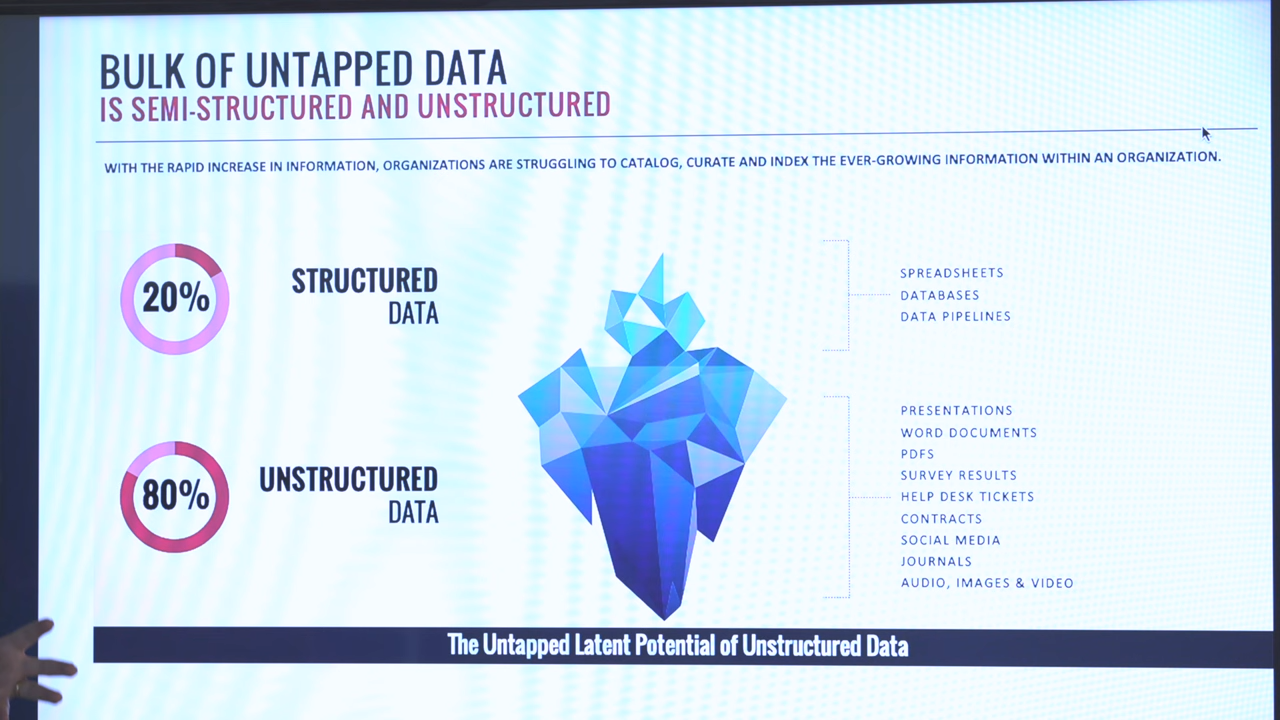 BULK OF UNTAPPED DATA
IS SEMI-STRUCTURED AND UNSTRUCTURED
WITH THE RAPID INCREASE IN INFORMATION, ORGANIZATIONS ARE STRUGGLING TO CATALOG, CURATE AND INDEX THE EVER-GROWING INFORMATION WITHIN AN ORGANIZATION.
20%
STRUCTURED
DATA
SPREADSHEETS
DATABASES
DATA PIPELINES
80%
UNSTRUCTURED
DATA
PRESENTATIONS
WORD DOCUMENTS
PDFS
SURVEY RESULTS
HELP DESK TICKETS
CONTRACTS
SOCIAL MEDIA
JOURNALS
AUDIO, IMAGES & VIDEO
The Untapped Latent Potential of Unstructured Data